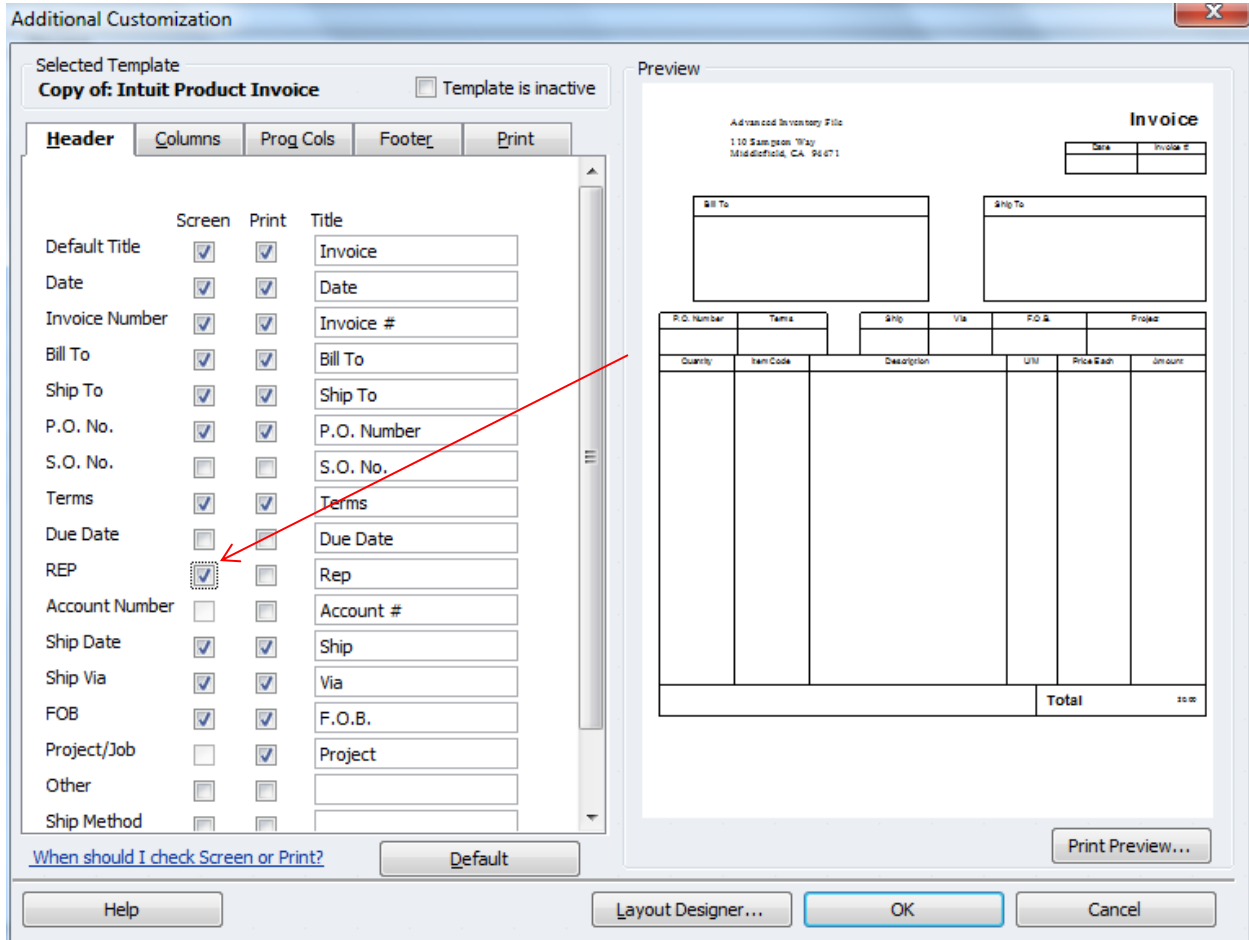 Additional Customization
Selected Template
Copy of: Intuit Product Invoice
Template is inactive
Header Columns Prog Cols Footer Print
Screen Print Title
Default Title Invoice
Date Date
Invoice Number Invoice #
Bill To Bill To
Ship To Ship To
P.O. No. P.O. Number
S.O. No. S.O. No.
Terms Terms
Due Date Due Date
REP Rep
Account Number Account #
Ship Date Ship
Ship Via Via
FOB F.O.B.
Project/Job Project
Other
Ship Method
When should I check Screen or Print?
Default
Preview
Advanced Inventory File
Invoice
110 Sampson Way
Middlefield, CA 94471
Date Invoice #
Bill To Ship To
P.O. Number Terms Ship Via F.O.B. Project
Quantity Item Code Description U/M Price Each Amount
Total $0.00
Print Preview...
Help Layout Designer... OK Cancel